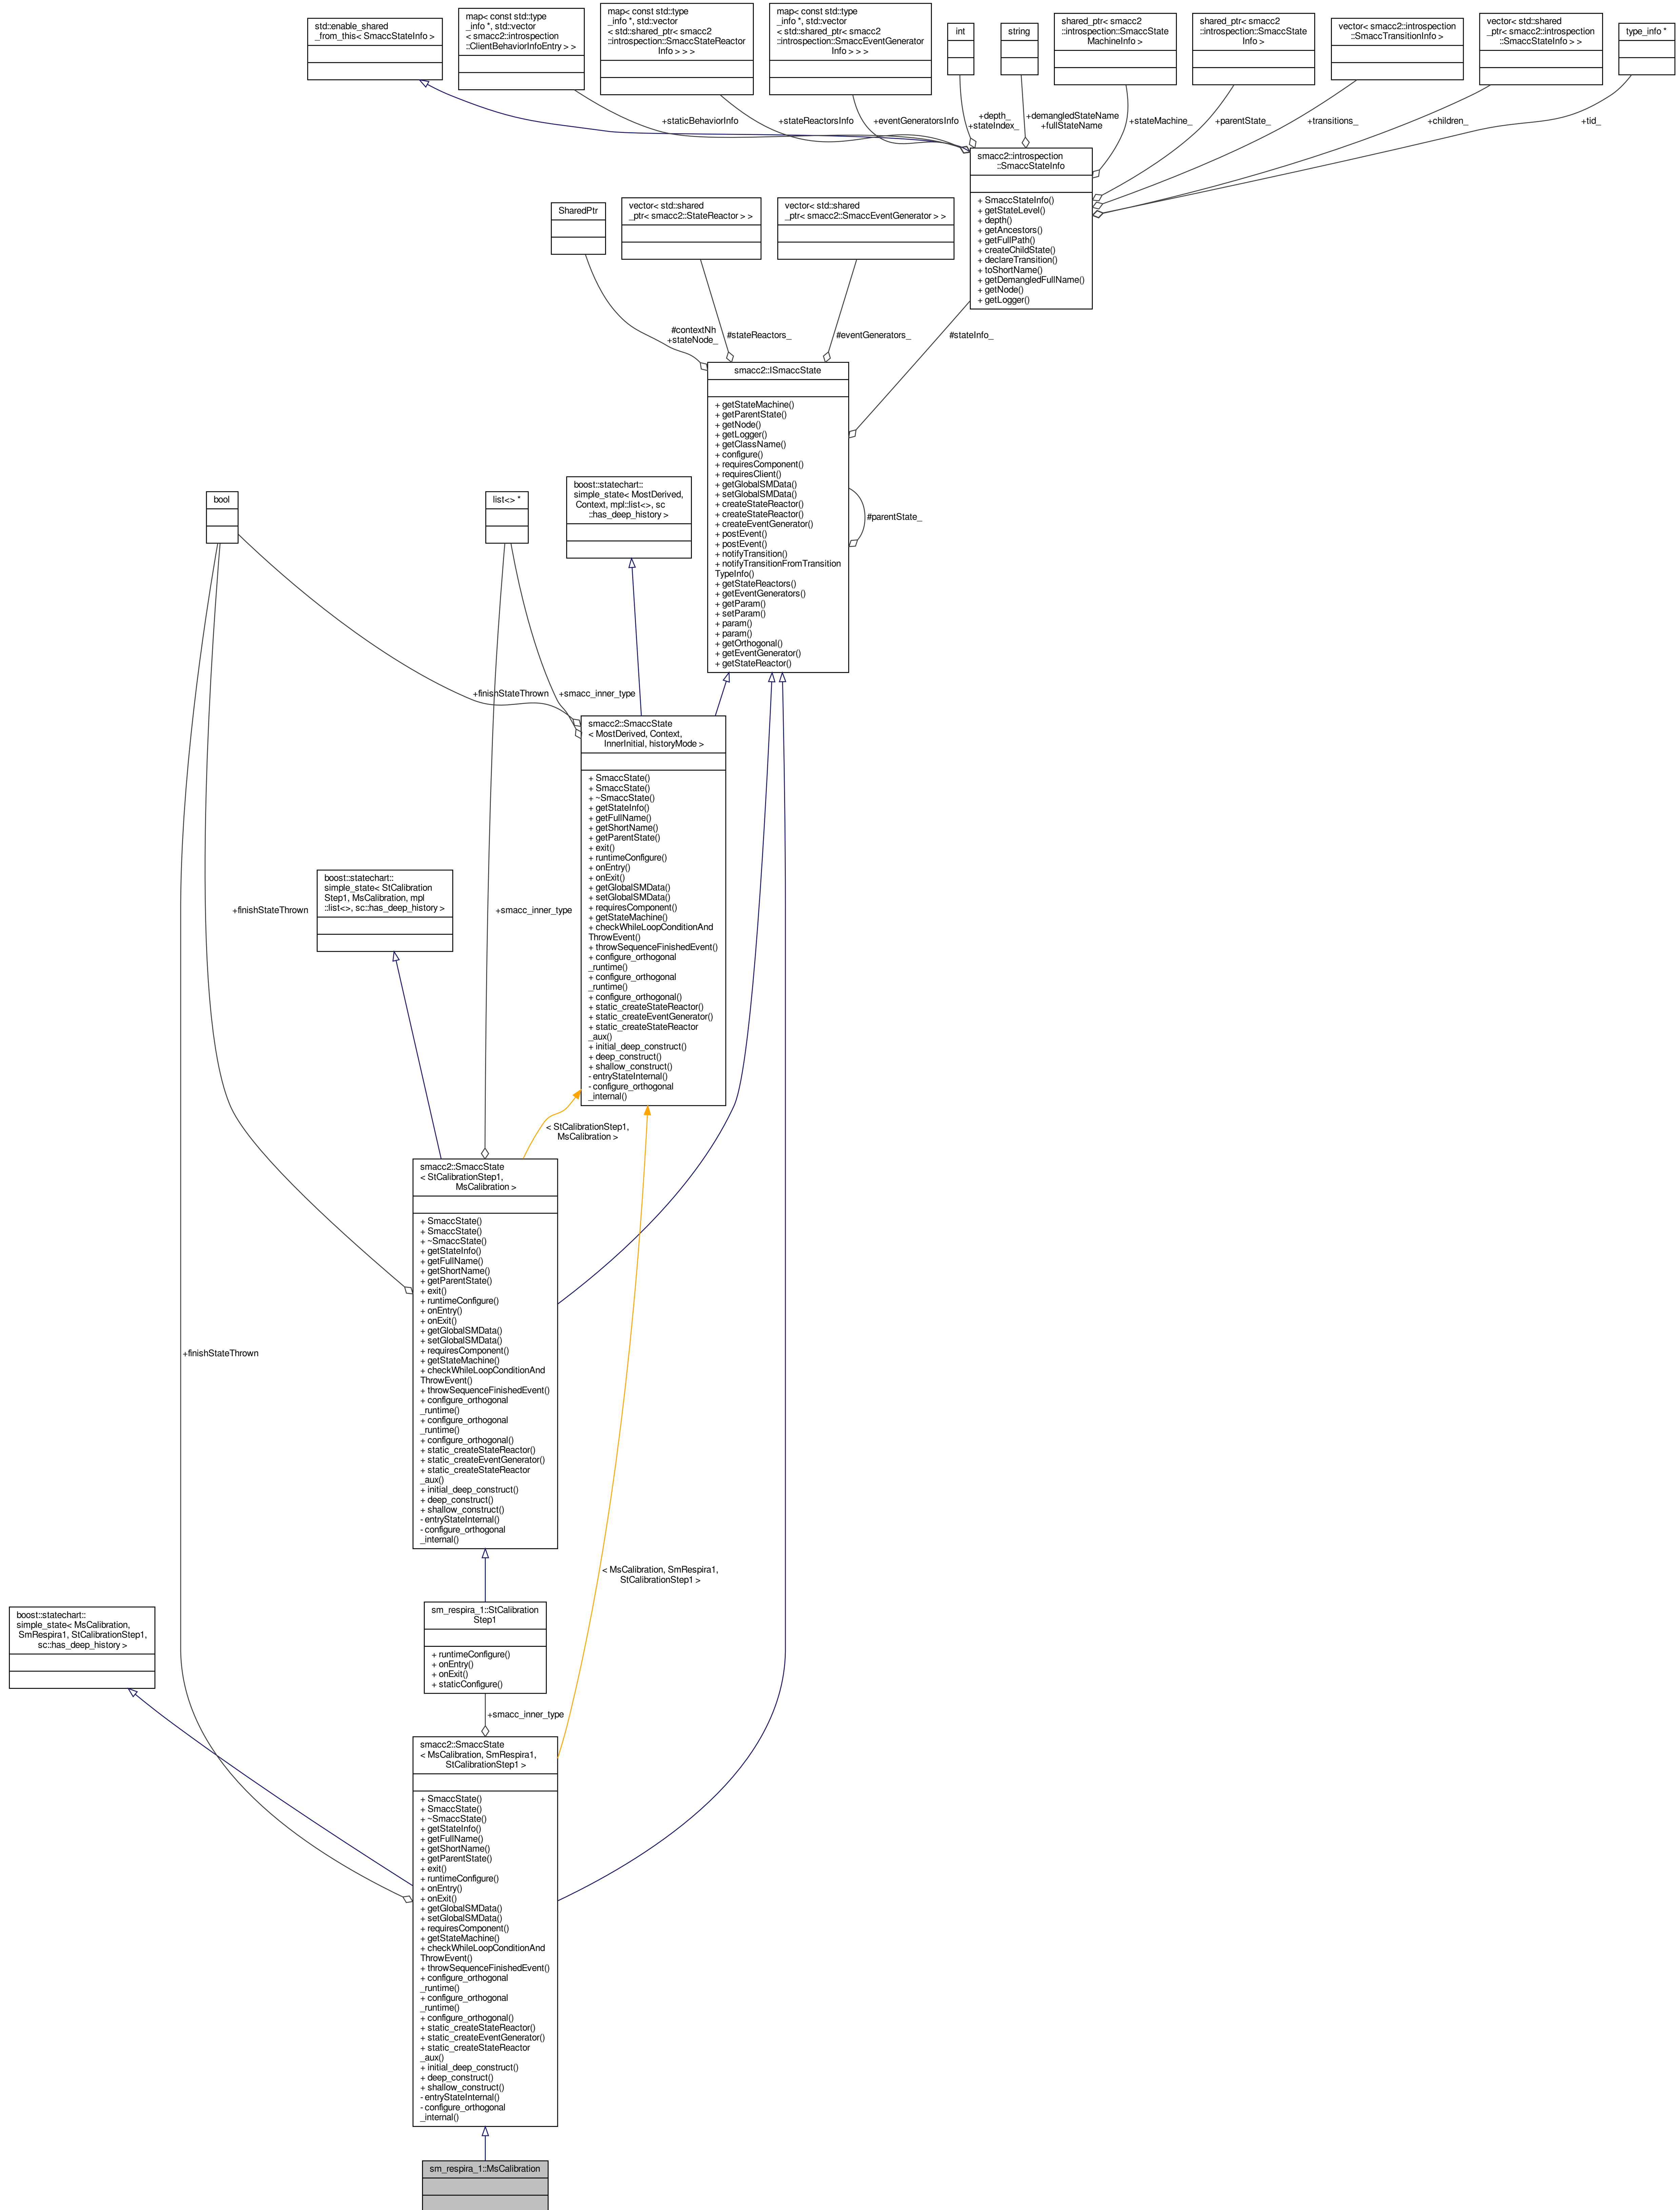 std::enable_shared
_from_this< SmaccStateInfo >
map< const std::type
_info *, std::vector
< smacc2::introspection
::ClientBehaviorInfoEntry > >
map< const std::type
_info *, std::vector
< std::shared_ptr< smacc2
::introspection::SmaccStateReactor
Info > > >
map< const std::type
_info *, std::vector
< std::shared_ptr< smacc2
::introspection::SmaccEventGenerator
Info > > >
int
string
shared_ptr< smacc2
::introspection::SmaccState
MachineInfo >
shared_ptr< smacc2
::introspection::SmaccState
Info >
vector< smacc2::introspection
::SmaccTransitionInfo >
vector< std::shared
_ptr< smacc2::introspection
::SmaccStateInfo > >
type_info *
+staticBehaviorInfo
+stateReactorsInfo
+eventGeneratorsInfo
+depth_
+stateIndex_
+demangledStateName
+fullStateName
+stateMachine_
+parentState_
+transitions_
+children_
+tid_
smacc2::introspection
::SmaccStateInfo
+ SmaccStateInfo()
+ getStateLevel()
+ depth()
+ getAncestors()
+ getFullPath()
+ createChildState()
+ declareTransition()
+ toShortName()
+ getDemangledFullName()
+ getNode()
+ getLogger()
SharedPtr
vector< std::shared
_ptr< smacc2::StateReactor > >
vector< std::shared
_ptr< smacc2::SmaccEventGenerator > >
#contextNh
+stateNode_
#stateReactors_
#eventGenerators_
#stateInfo_
smacc2::ISmaccState
+ getStateMachine()
+ getParentState()
+ getNode()
+ getLogger()
+ getClassName()
+ configure()
+ requiresComponent()
+ requiresClient()
+ getGlobalSMData()
+ setGlobalSMData()
+ createStateReactor()
+ createStateReactor()
+ createEventGenerator()
+ postEvent()
+ postEvent()
+ notifyTransition()
+ notifyTransitionFromTransition
TypeInfo()
+ getStateReactors()
+ getEventGenerators()
+ getParam()
+ setParam()
+ param()
+ param()
+ getOrthogonal()
+ getEventGenerator()
+ getStateReactor()
#parentState_
bool
list<> *
boost::statechart::
simple_state< MostDerived,
Context, mpl::list<>, sc
::has_deep_history >
+finishStateThrown
+smacc_inner_type
smacc2::SmaccState
< MostDerived, Context,
InnerInitial, historyMode >
+ SmaccState()
+ SmaccState()
+ ~SmaccState()
+ getStateInfo()
+ getFullName()
+ getShortName()
+ getParentState()
+ exit()
+ runtimeConfigure()
+ onEntry()
+ onExit()
+ getGlobalSMData()
+ setGlobalSMData()
+ requiresComponent()
+ getStateMachine()
+ checkWhileLoopConditionAnd
ThrowEvent()
+ throwSequenceFinishedEvent()
+ configure_orthogonal
_runtime()
+ configure_orthogonal
_runtime()
+ configure_orthogonal()
+ static_createStateReactor()
+ static_createEventGenerator()
+ static_createStateReactor
_aux()
+ initial_deep_construct()
+ deep_construct()
+ shallow_construct()
- entryStateInternal()
- configure_orthogonal
_internal()
boost::statechart::
simple_state< StCalibration
Step1, MsCalibration, mpl
::list<>, sc::has_deep_history >
+finishStateThrown
+smacc_inner_type
< StCalibrationStep1,
MsCalibration >
smacc2::SmaccState
< StCalibrationStep1,
MsCalibration >
+ SmaccState()
+ SmaccState()
+ ~SmaccState()
+ getStateInfo()
+ getFullName()
+ getShortName()
+ getParentState()
+ exit()
+ runtimeConfigure()
+ onEntry()
+ onExit()
+ getGlobalSMData()
+ setGlobalSMData()
+ requiresComponent()
+ getStateMachine()
+ checkWhileLoopConditionAnd
ThrowEvent()
+ throwSequenceFinishedEvent()
+ configure_orthogonal
_runtime()
+ configure_orthogonal
_runtime()
+ configure_orthogonal()
+ static_createStateReactor()
+ static_createEventGenerator()
+ static_createStateReactor
_aux()
+ initial_deep_construct()
+ deep_construct()
+ shallow_construct()
- entryStateInternal()
- configure_orthogonal
_internal()
+finishStateThrown
< MsCalibration, SmRespira1,
StCalibrationStep1 >
boost::statechart::
simple_state< MsCalibration,
SmRespira1, StCalibrationStep1,
sc::has_deep_history >
sm_respira_1::StCalibration
Step1
+ runtimeConfigure()
+ onEntry()
+ onExit()
+ staticConfigure()
+smacc_inner_type
smacc2::SmaccState
< MsCalibration, SmRespira1,
StCalibrationStep1 >
+ SmaccState()
+ SmaccState()
+ ~SmaccState()
+ getStateInfo()
+ getFullName()
+ getShortName()
+ getParentState()
+ exit()
+ runtimeConfigure()
+ onEntry()
+ onExit()
+ getGlobalSMData()
+ setGlobalSMData()
+ requiresComponent()
+ getStateMachine()
+ checkWhileLoopConditionAnd
ThrowEvent()
+ throwSequenceFinishedEvent()
+ configure_orthogonal
_runtime()
+ configure_orthogonal
_runtime()
+ configure_orthogonal()
+ static_createStateReactor()
+ static_createEventGenerator()
+ static_createStateReactor
_aux()
+ initial_deep_construct()
+ deep_construct()
+ shallow_construct()
- entryStateInternal()
- configure_orthogonal
_internal()
sm_respira_1::MsCalibration